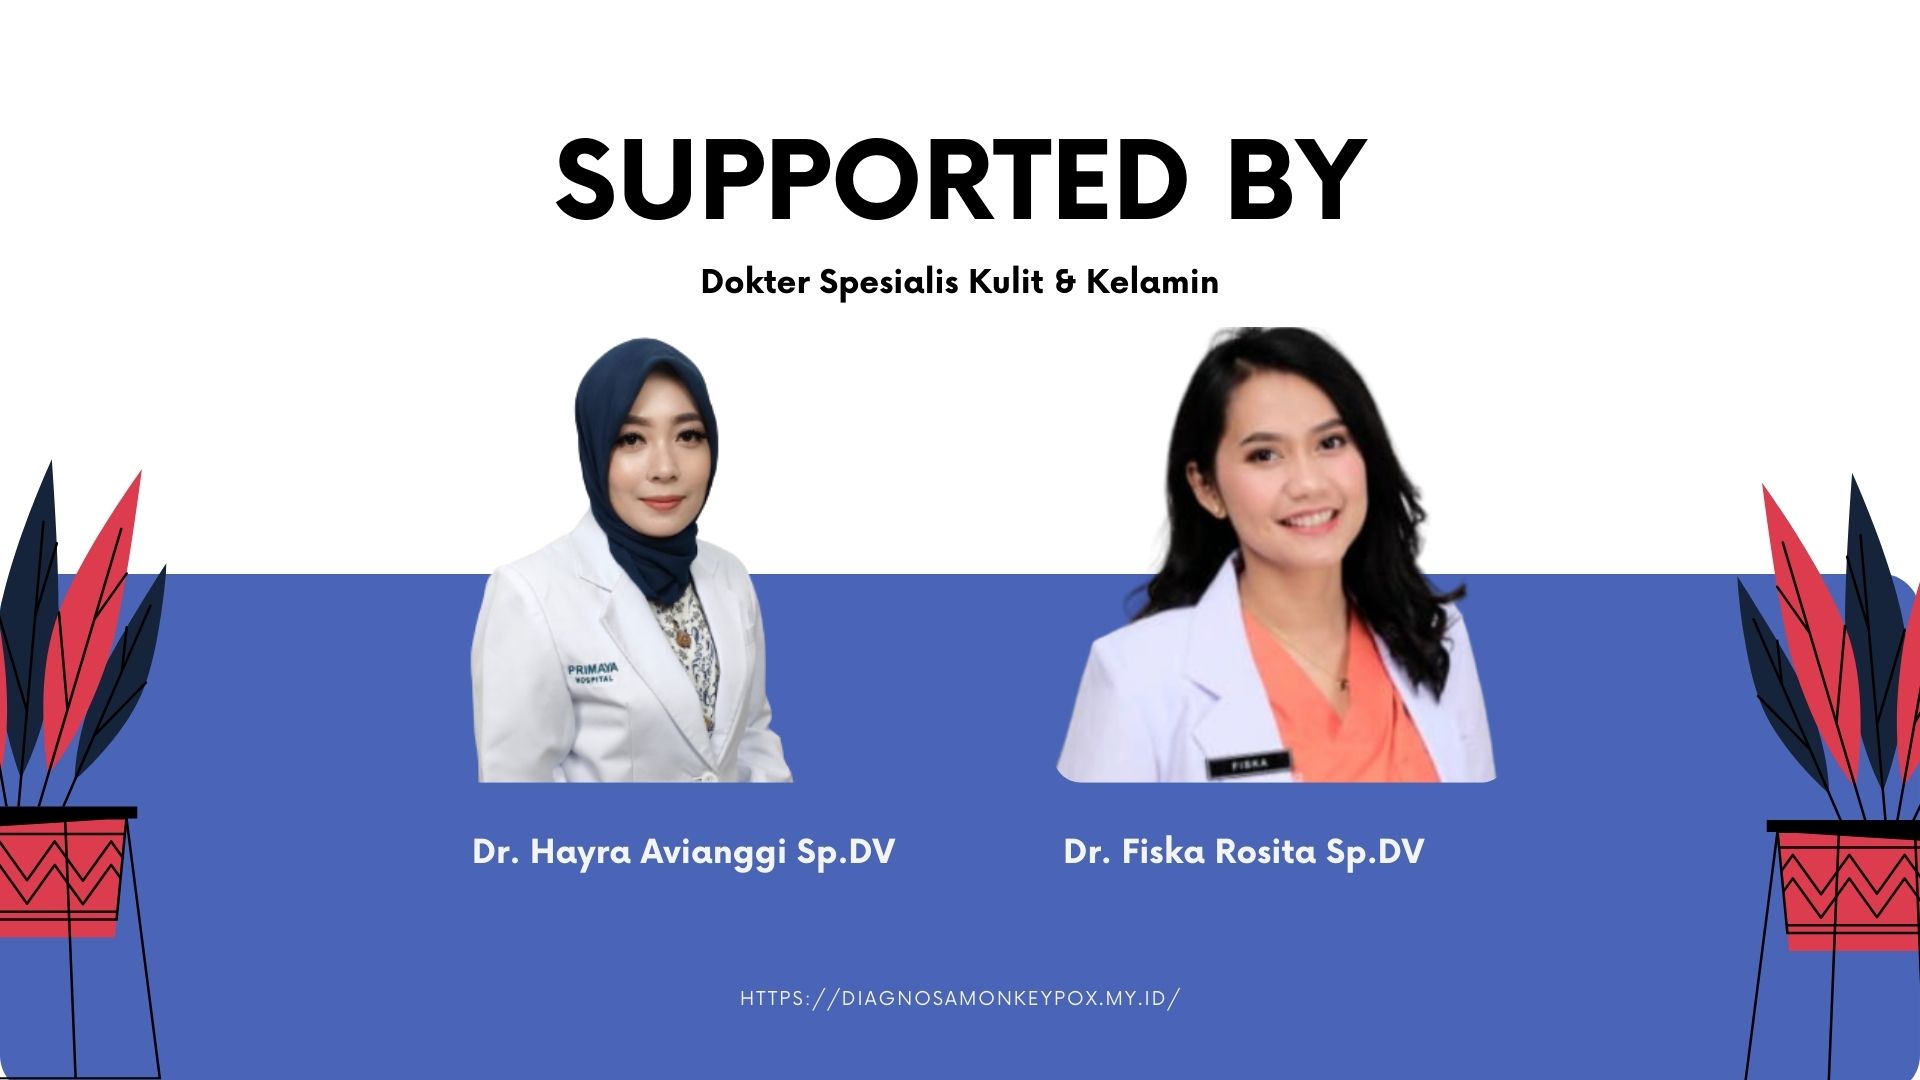 SUPPORTED BY
Dokter Spesialis Kulit & Kelamin
PRIMAYA
HOSPITAL
FISKA
Dr. Hayra Avianggi Sp.DV
Dr. Fiska Rosita Sp.DV
HTTPS://DIAGNOSAMONKEYPOX.MY.ID/